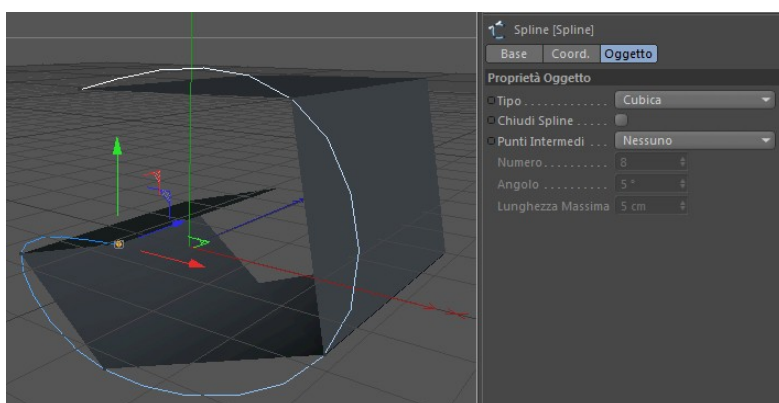 Spline [Spline]
Base Coord. Oggetto
Proprietà Oggetto
Tipo . . . . . . . . . . . . Cubica
Chiudi Spline . . . . .
Punti Intermedi . . . Nessuno
Numero. . . . . . . . . . 8
Angolo . . . . . . . . . . 5 °
Lunghezza Massima 5 cm